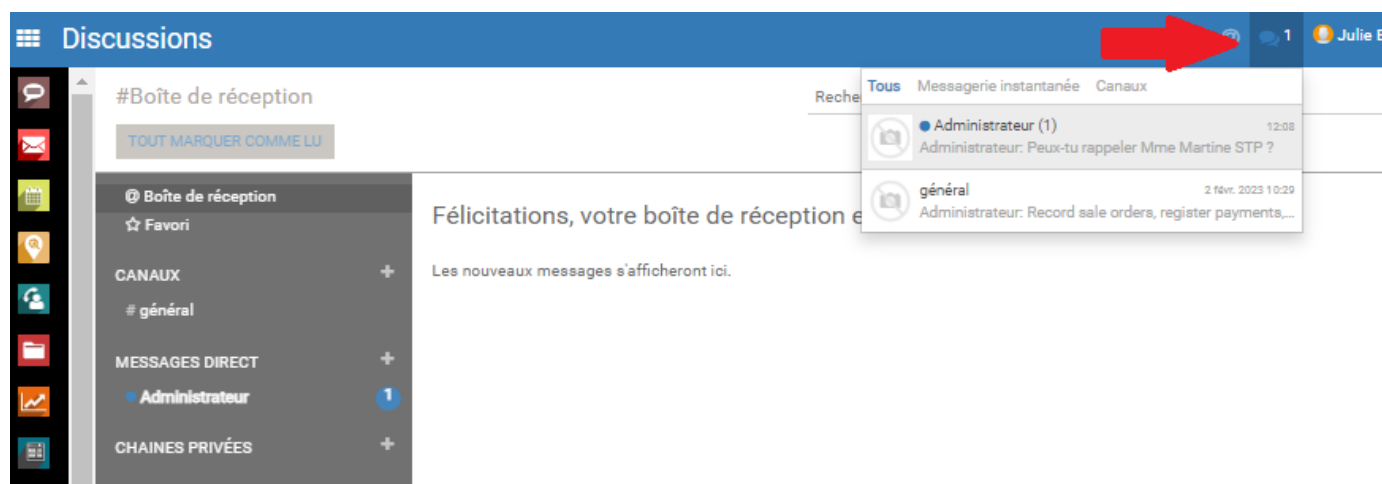 Discussions
@
1
Julie
Tous Messagerie instantanée Canaux
#Boîte de réception
Reche
Administrateur (1) 12:08
Administrateur: Peux-tu rappeler Mme Martine STP ?
TOUT MARQUER COMME LU
général 2 févr. 2023 10:29
Administrateur: Record sale orders, register payments,...
@ Boîte de réception
Favori
Félicitations, votre boîte de réception e
Les nouveaux messages s'afficheront ici.
CANAUX +
# général
MESSAGES DIRECT +
Administrateur 1
CHAINES PRIVÉES +